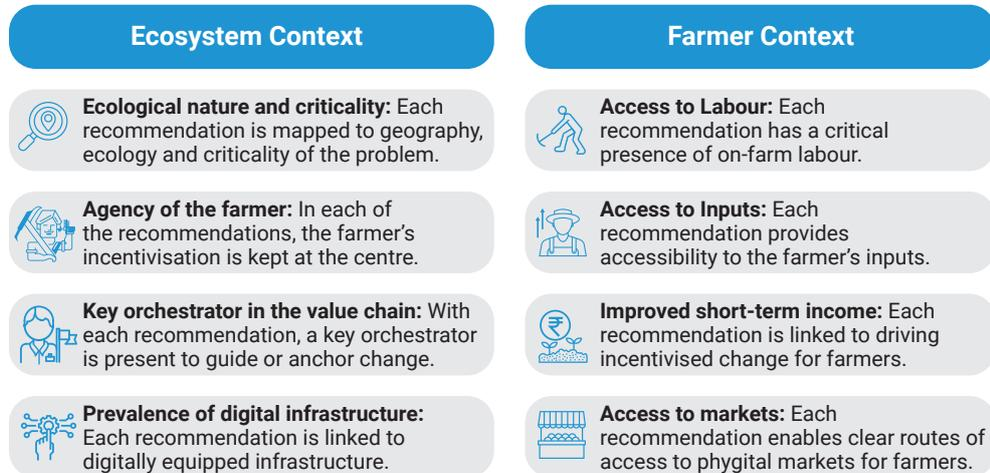 Ecosystem Context
Ecological nature and criticality: Each
recommendation is mapped to geography,
ecology and criticality of the problem.
Agency of the farmer: In each of
the recommendations, the farmer’s
incentivisation is kept at the centre.
Key orchestrator in the value chain: With
each recommendation, a key orchestrator
is present to guide or anchor change.
Prevalence of digital infrastructure:
Each recommendation is linked to
digitally equipped infrastructure.
Farmer Context
Access to Labour: Each
recommendation has a critical
presence of on-farm labour.
Access to Inputs: Each
recommendation provides
accessibility to the farmer’s inputs.
Improved short-term income: Each
recommendation is linked to driving
incentivised change for farmers.
Access to markets: Each
recommendation enables clear routes of
access to phygital markets for farmers.